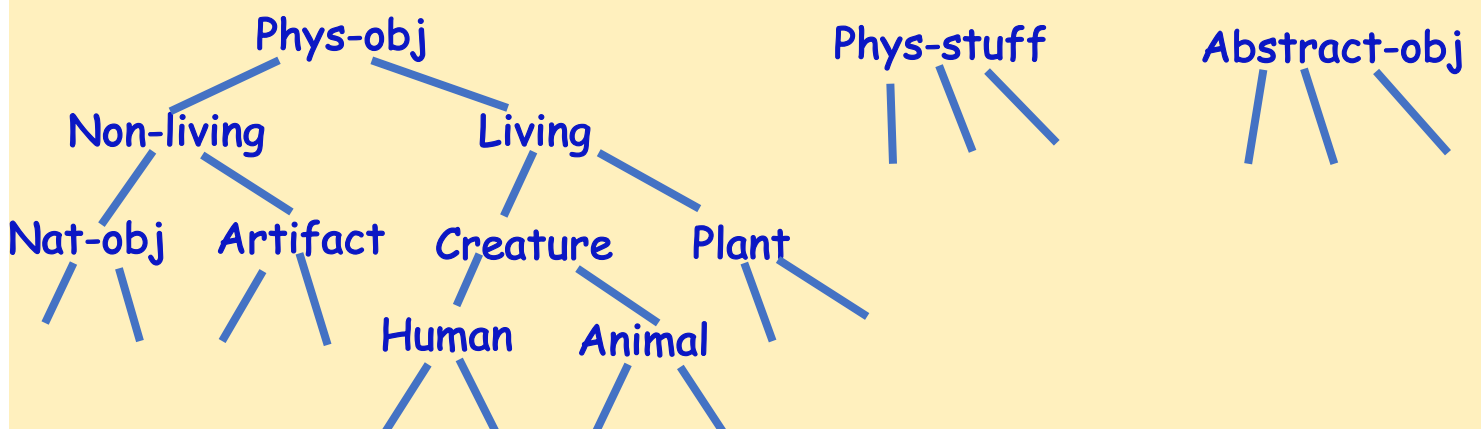 Phys-obj
Phys-stuff
Abstract-obj
Non-living
Living
Nat-obj
Artifact
Creature
Plant
Human
Animal